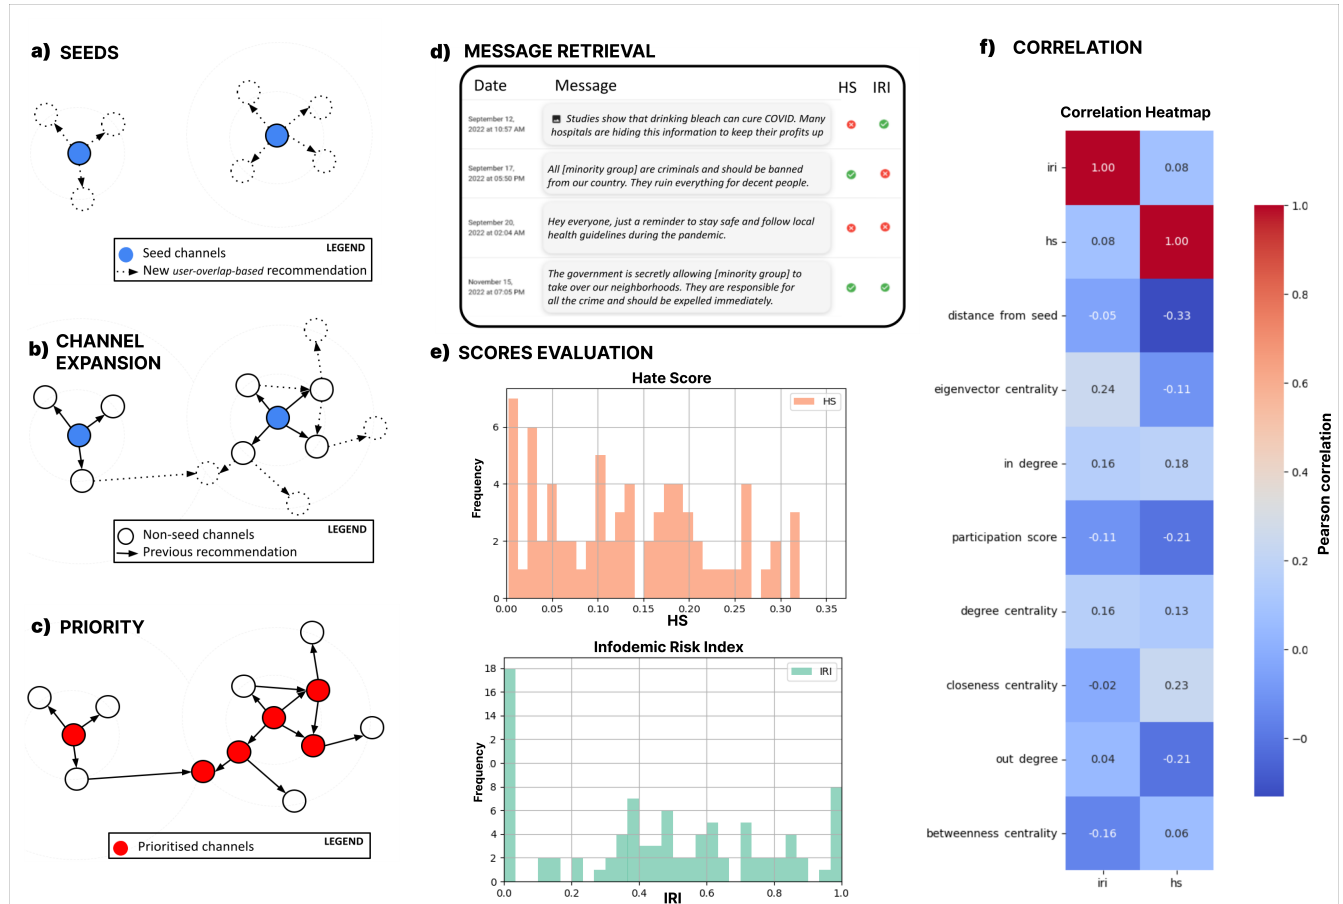 a) SEEDS
LEGEND
Seed channels
New user-overlap-based recommendation
b) CHANNEL
EXPANSION
LEGEND
Non-seed channels
Previous recommendation
c) PRIORITY
LEGEND
Prioritised channels
d) MESSAGE RETRIEVAL
Date Message HS IRI
September 12,
2022 at 10:57 AM
Studies show that drinking bleach can cure COVID. Many
hospitals are hiding this information to keep their profits up
September 17,
2022 at 05:50 PM
All [minority group] are criminals and should be banned
from our country. They ruin everything for decent people.
September 20,
2022 at 02:04 AM
Hey everyone, just a reminder to stay safe and follow local
health guidelines during the pandemic.
November 15,
2022 at 07:05 PM
The government is secretly allowing [minority group] to
take over our neighborhoods. They are responsible for
all the crime and should be expelled immediately.
e) SCORES EVALUATION
Hate Score
HS
Frequency
6
4
2
0
0.00 0.05 0.10 0.15 0.20 0.25 0.30 0.35
HS
Infodemic Risk Index
IRI
Frequency
18
16
14
2
0
8
6
4
2
0
0.0 0.2 0.4 0.6 0.8 1.0
IRI
f) CORRELATION
Correlation Heatmap
iri 1.00 0.08
hs 0.08 1.00
distance from seed -0.05 -0.33
eigenvector centrality 0.24 -0.11
in degree 0.16 0.18
participation score -0.11 -0.21
degree centrality 0.16 0.13
closeness centrality -0.02 0.23
out degree 0.04 -0.21
betweenness centrality -0.16 0.06
iri hs
1.0
0.8
0.6
0.4
0.2
0.0
−0
Pearson correlation